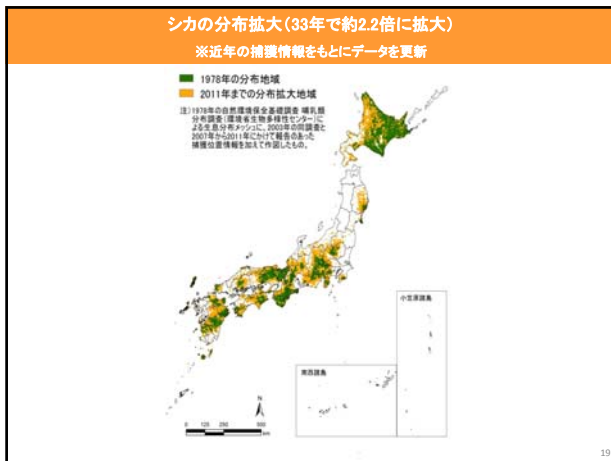 シカの分布拡大（33年で約2.2倍に拡大）
※近年の捕獲情報をもとにデータを更新
1978年の分布地域
2011年までの分布拡大地域
注）1978年の自然環境保全基礎調査 哺乳類
分布調査（環境省生物多様性センター）に
よる生息分布メッシュに、2003年の同調査と
2007年から2011年にかけて報告のあった
捕獲位置情報を加えて作図したもの。
小笠原諸島
南西諸島
N
0 125 250 500
km
19